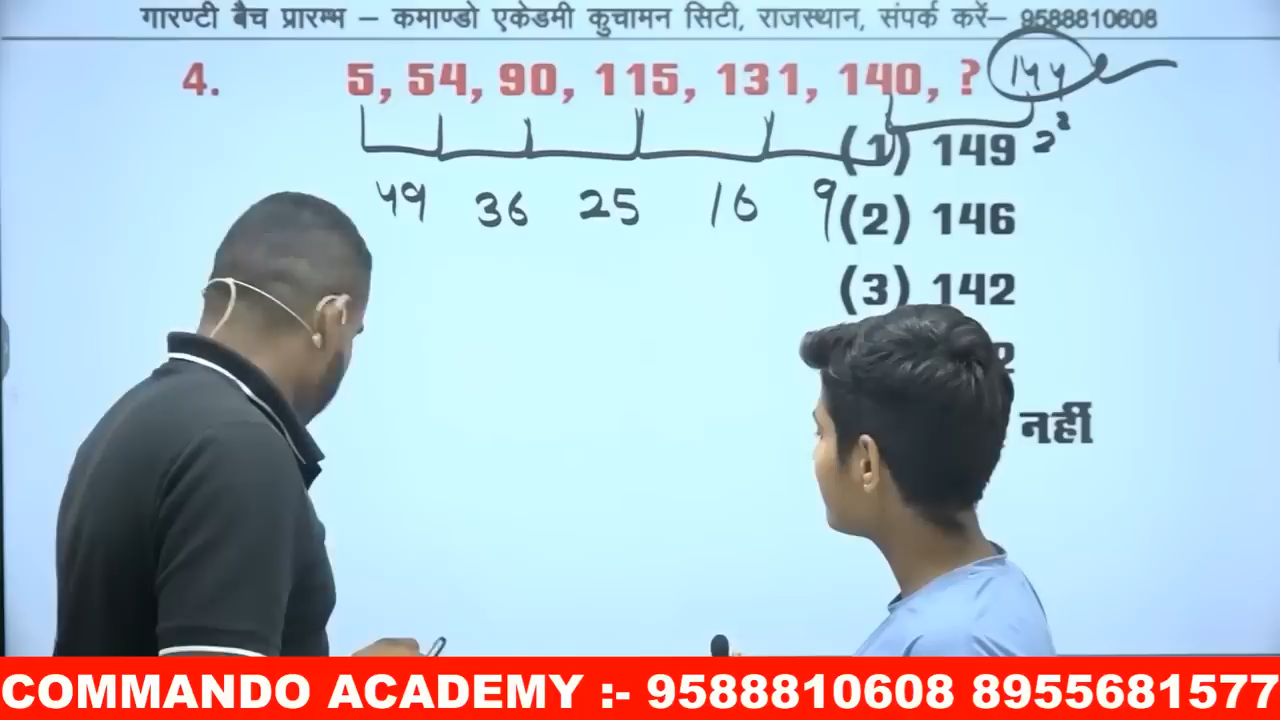 गारण्टी बैच प्रारम्भ – कमाण्डो एकेडमी कुचामन सिटी, राजस्थान, संपर्क करें– 9588810608
4. 5, 54, 90, 115, 131, 140, ? 144
(1) 149 2²
49 36 25 16 9
(2) 146
(3) 142
नहीं
COMMANDO ACADEMY :- 9588810608 8955681577